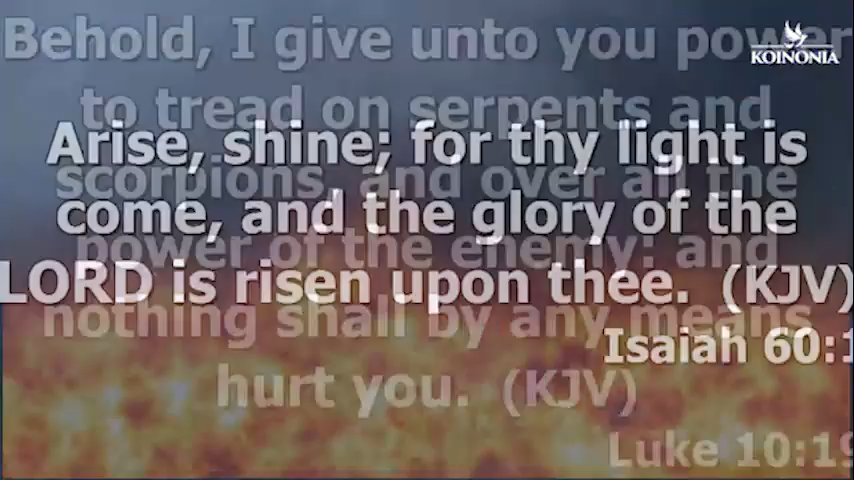 Behold, I give unto you power
KOINONIA
to tread on serpents and
Arise, shine; for thy light is
scorpions, and over all the
come, and the glory of the
power of the enemy: and
LORD is risen upon thee. (KJV)
nothing shall by any means
Isaiah 60:1
hurt you. (KJV)
Luke 10:19